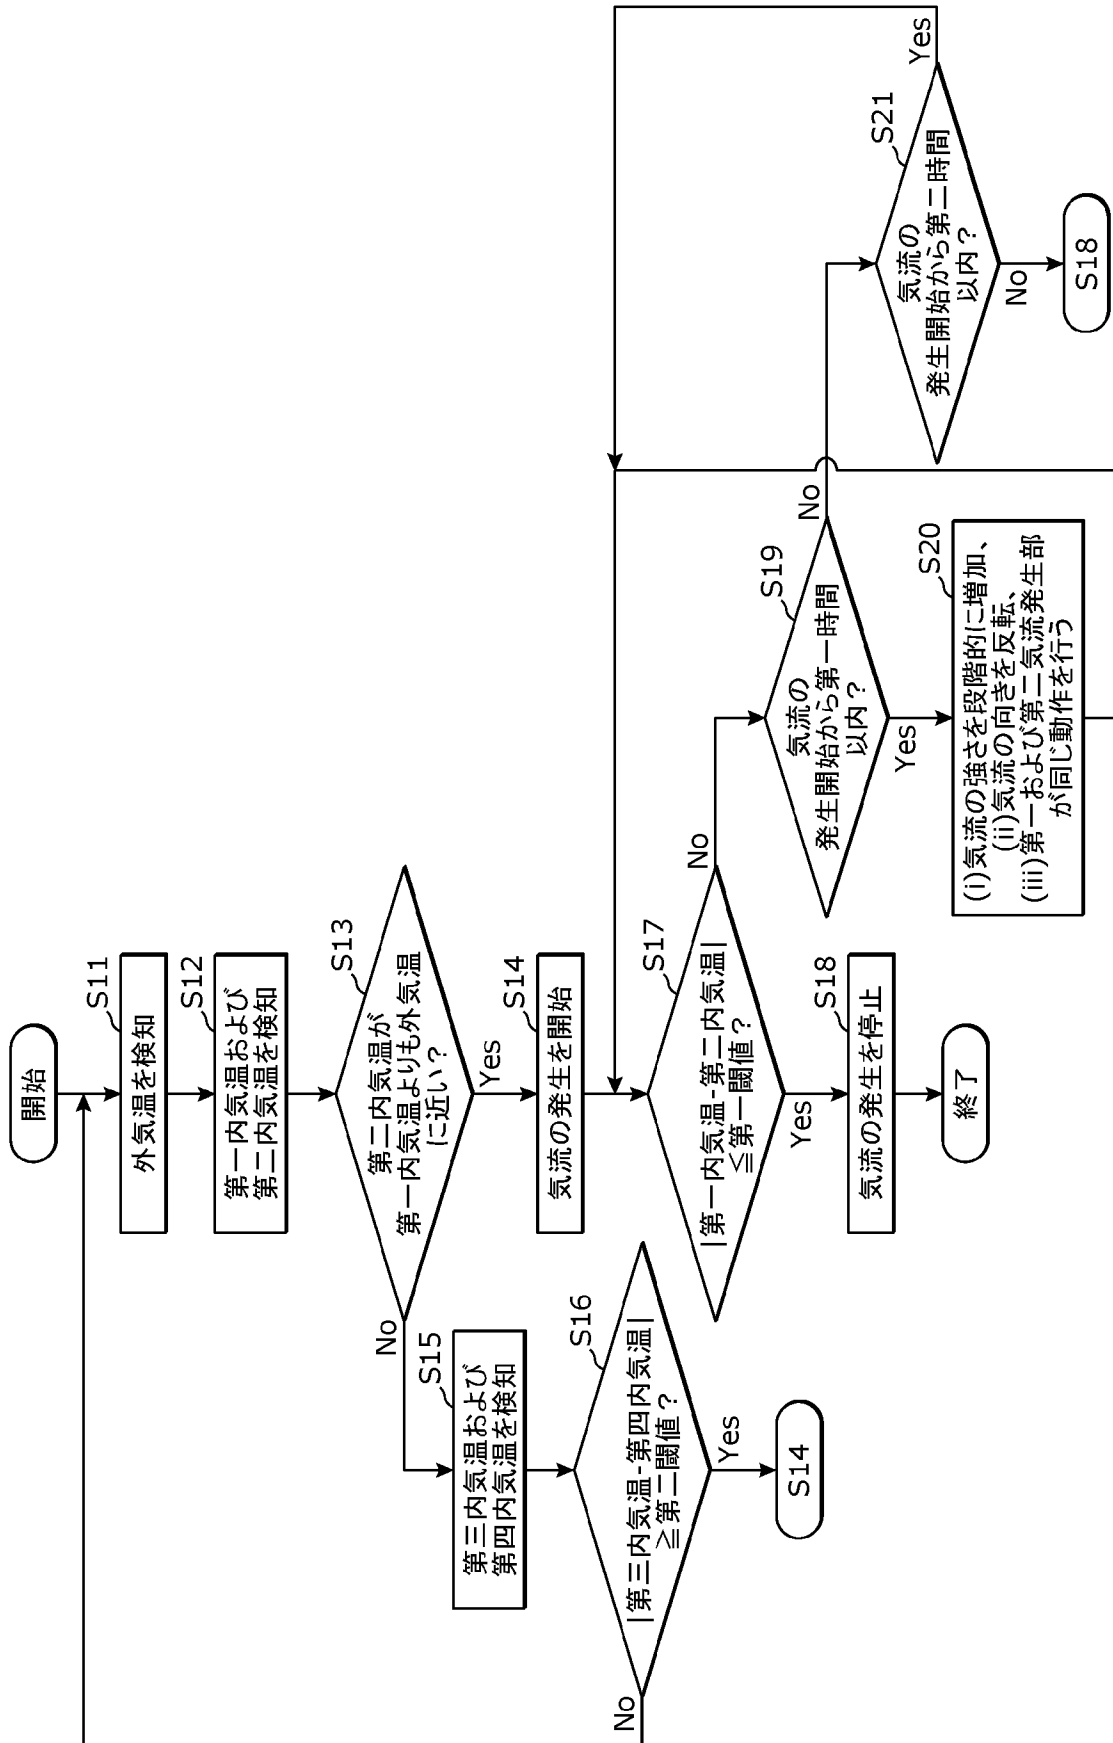 開始
S11
外気温を検知
S12
第一内気温および
第二内気温を検知
S13
第二内気温が
第一内気温よりも外気温
に近い？
No
Yes
S14
気流の発生を開始
S15
第三内気温および
第四内気温を検知
S16
|第三内気温-第四内気温|
≧第二閾値？
No
Yes
S14
S17
|第一内気温-第二内気温|
≦第一閾値？
No
Yes
S18
気流の発生を停止
終了
S19
気流の
発生開始から第一時間
以内？
No
Yes
S20
(i)気流の強さを段階的に増加、
(ii)気流の向きを反転、
(iii)第一および第二気流発生部
が同じ動作を行う
S21
気流の
発生開始から第二時間
以内？
Yes
No
S18